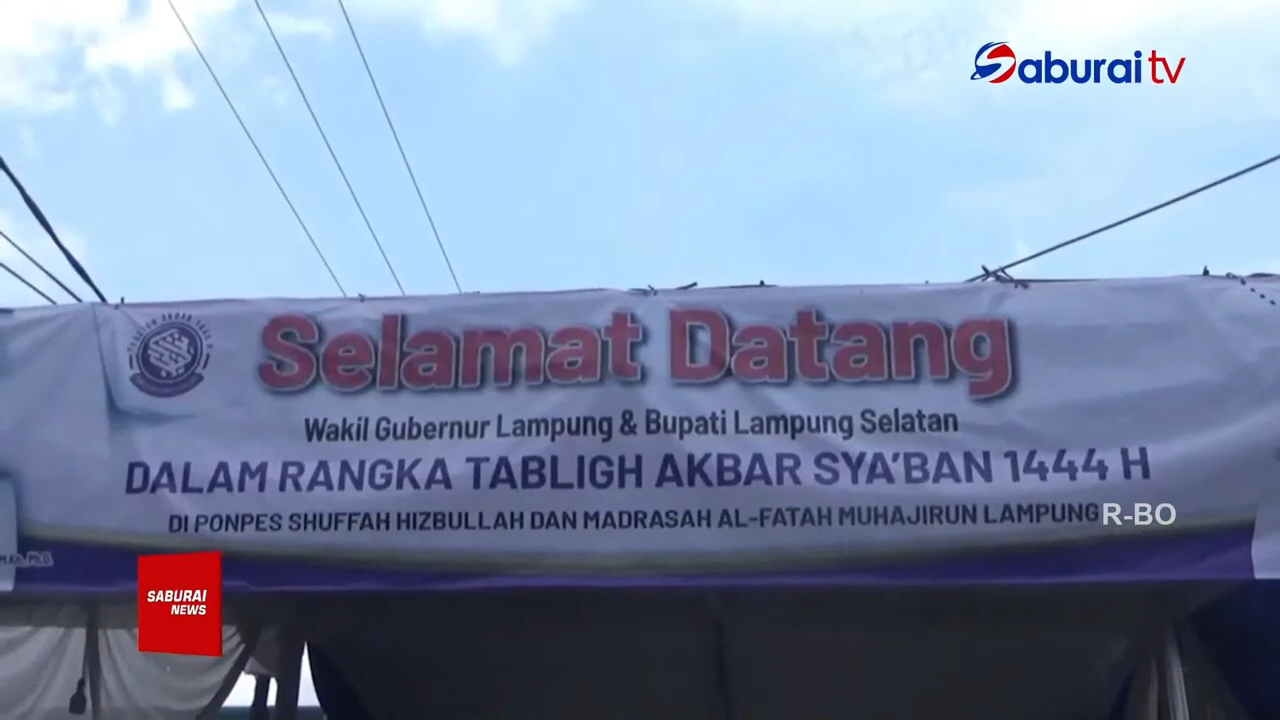 Saburai tv
Selamat Datang
Wakil Gubernur Lampung & Bupati Lampung Selatan
DALAM RANGKA TABLIGH AKBAR SYA'BAN 1444 H
DI PONPES SHUFFAH HIZBULLAH DAN MADRASAH AL-FATAH MUHAJIRUN LAMPUNG
R-BO
SABURAI
NEWS